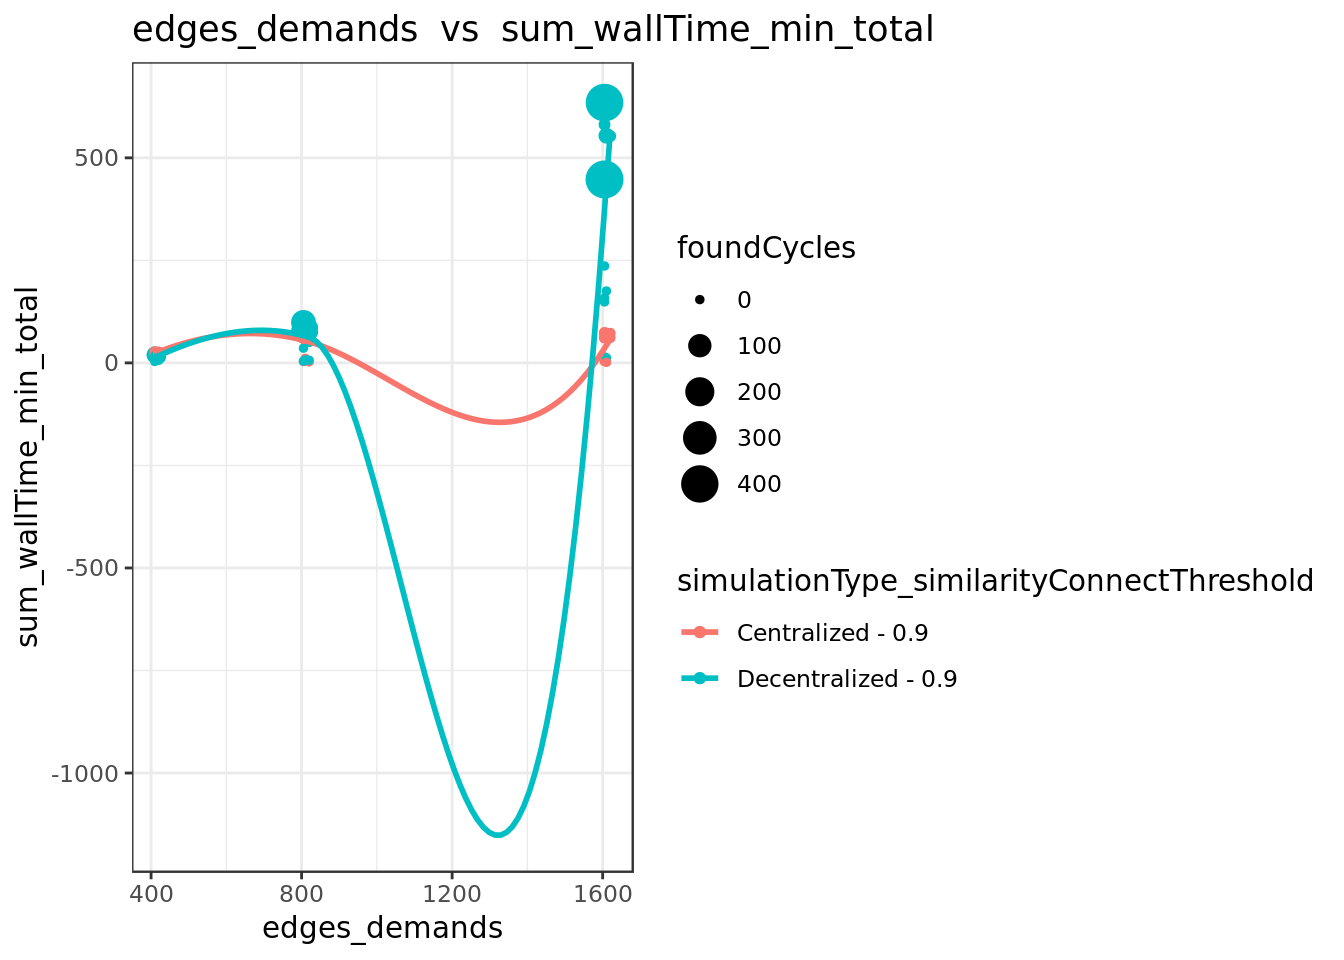 edges_demands vs sum_wallTime_min_total
sum_wallTime_min_total
500
0
-500
-1000
400
800
1200
1600
edges_demands
foundCycles
0
100
200
300
400
simulationType_similarityConnectThreshold
Centralized - 0.9
Decentralized - 0.9